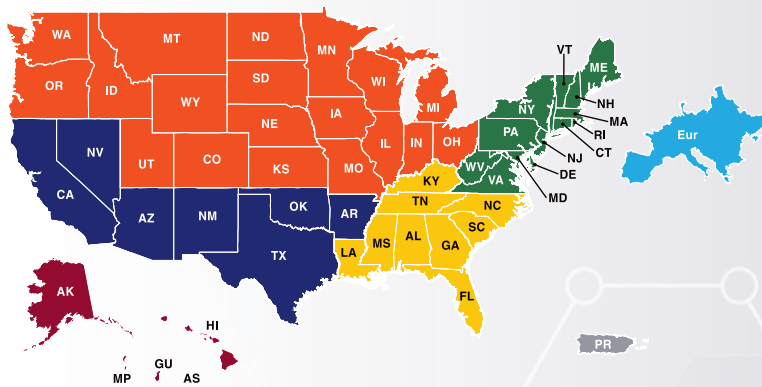 WA
MT
ND
MN
VT
ME
OR
ID
SD
WI
NH
WY
MI
NY
MA
IA
RI
NE
PA
CT
Eur
NV
UT
CO
IL
IN
OH
NJ
KS
MO
WV
DE
CA
KY
VA
MD
AZ
NM
OK
AR
TN
NC
SC
TX
LA
MS
AL
GA
AK
FL
HI
PR
GU
MP
AS